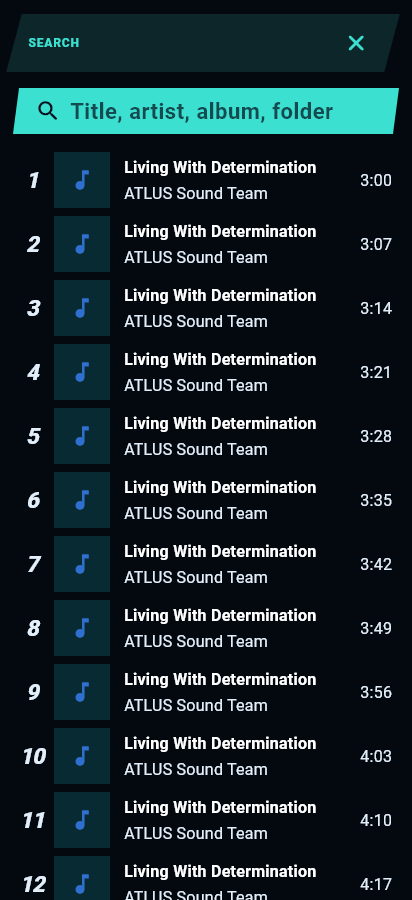 SEARCH
Title, artist, album, folder
1
Living With Determination
ATLUS Sound Team
3:00
2
Living With Determination
ATLUS Sound Team
3:07
3
Living With Determination
ATLUS Sound Team
3:14
4
Living With Determination
ATLUS Sound Team
3:21
5
Living With Determination
ATLUS Sound Team
3:28
6
Living With Determination
ATLUS Sound Team
3:35
7
Living With Determination
ATLUS Sound Team
3:42
8
Living With Determination
ATLUS Sound Team
3:49
9
Living With Determination
ATLUS Sound Team
3:56
10
Living With Determination
ATLUS Sound Team
4:03
11
Living With Determination
ATLUS Sound Team
4:10
12
Living With Determination
ATLUS Sound Team
4:17